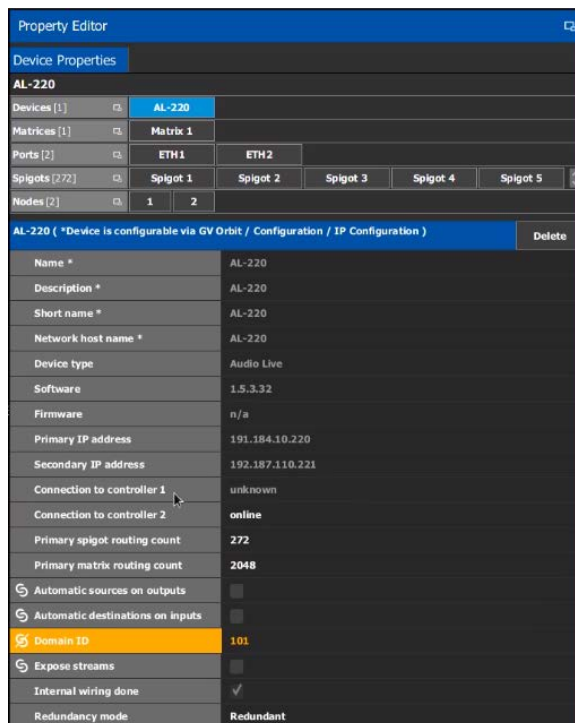 Property Editor
Device Properties
AL-220
Devices [1] AL-220
Matrices [1] Matrix 1
Ports [2] ETH1 ETH2
Spigots [272] Spigot 1 Spigot 2 Spigot 3 Spigot 4 Spigot 5
Nodes [2] 1 2
AL-220 ( *Device is configurable via GV Orbit / Configuration / IP Configuration ) Delete
Name * AL-220
Description * AL-220
Short name * AL-220
Network host name * AL-220
Device type Audio Live
Software 1.5.3.32
Firmware n/a
Primary IP address 191.184.10.220
Secondary IP address 192.187.110.221
Connection to controller 1 unknown
Connection to controller 2 online
Primary spigot routing count 272
Primary matrix routing count 2048
Automatic sources on outputs
Automatic destinations on inputs
Domain ID 101
Expose streams
Internal wiring done
Redundancy mode Redundant